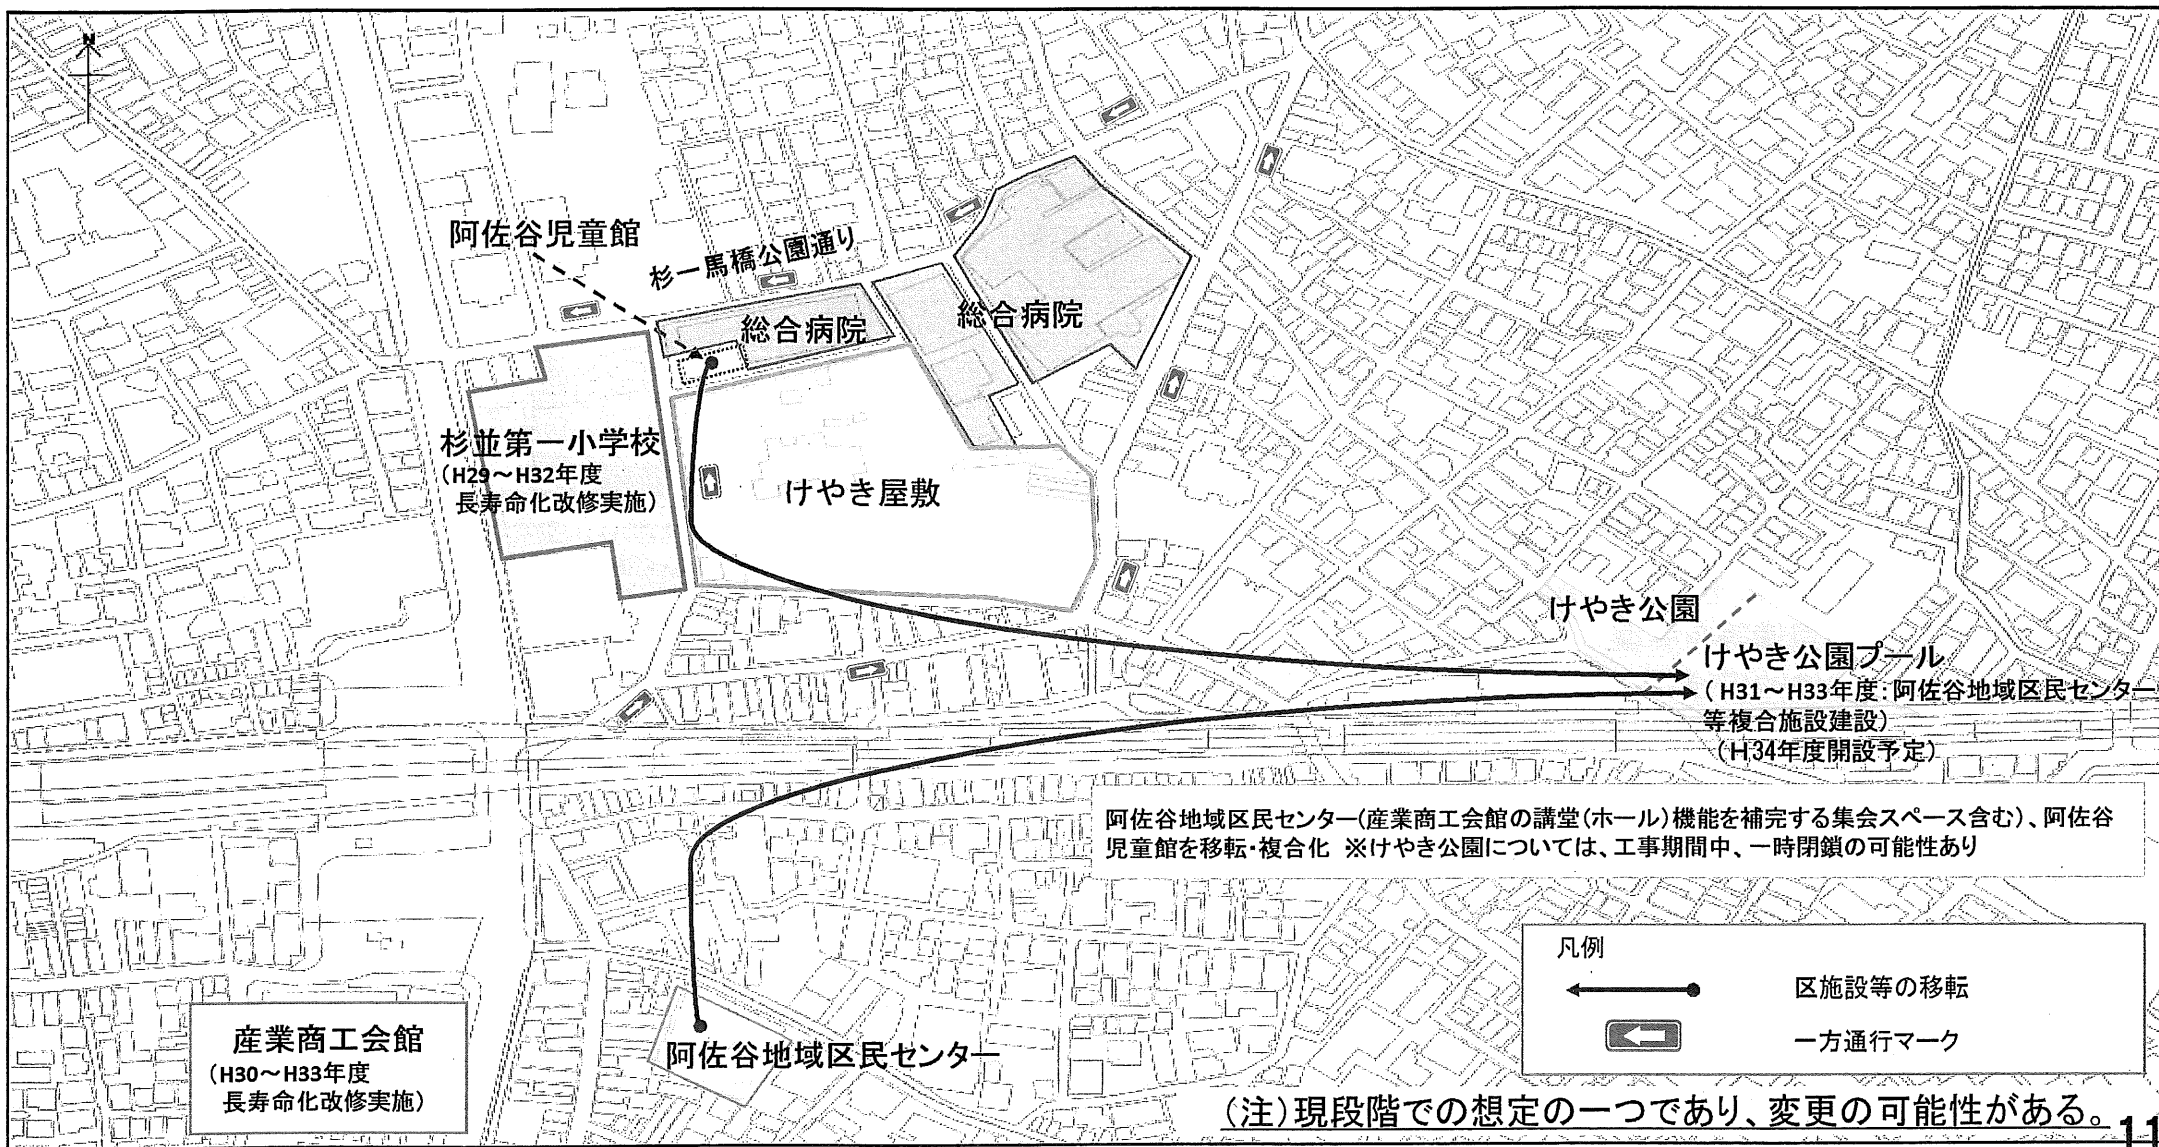 N
阿佐谷児童館
杉一馬橋公園通り
総合病院
総合病院
杉並第一小学校
(H29～H32年度
長寿命化改修実施)
けやき屋敷
けやき公園
けやき公園プール
(H31～H33年度:阿佐谷地域区民センター
等複合施設建設)
(H34年度開設予定)
阿佐谷地域区民センター(産業商工会館の講堂(ホール)機能を補完する集会スペース含む)、阿佐谷
児童館を移転・複合化 ※けやき公園については、工事期間中、一時閉鎖の可能性あり
凡例
区施設等の移転
一方通行マーク
産業商工会館
(H30～H33年度
長寿命化改修実施)
阿佐谷地域区民センター
(注)現段階での想定の一つであり、変更の可能性がある。
11